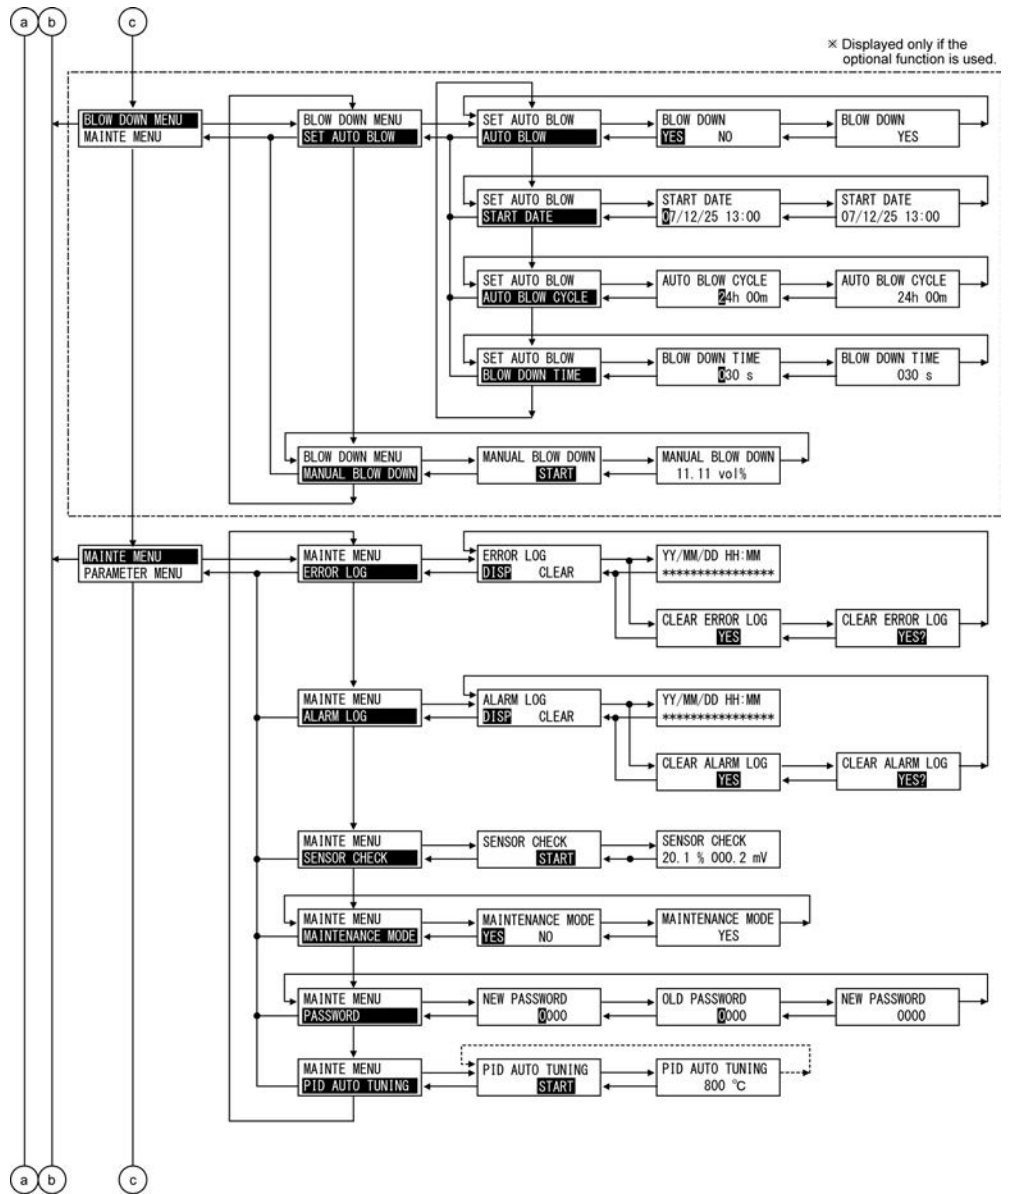 a b c
※ Displayed only if the
optional function is used.
BLOW DOWN MENU
MAINTE MENU
BLOW DOWN MENU
SET AUTO BLOW
SET AUTO BLOW
AUTO BLOW
BLOW DOWN
YES NO
BLOW DOWN
YES
SET AUTO BLOW
START DATE
START DATE
07/12/25 13:00
START DATE
07/12/25 13:00
SET AUTO BLOW
AUTO BLOW CYCLE
AUTO BLOW CYCLE
24h 00m
AUTO BLOW CYCLE
24h 00m
SET AUTO BLOW
BLOW DOWN TIME
BLOW DOWN TIME
030 s
BLOW DOWN TIME
030 s
BLOW DOWN MENU
MANUAL BLOW DOWN
MANUAL BLOW DOWN
START
MANUAL BLOW DOWN
11.11 vol%
MAINTE MENU
PARAMETER MENU
MAINTE MENU
ERROR LOG
ERROR LOG
DISP CLEAR
YY/MM/DD HH:MM
****************
CLEAR ERROR LOG
YES
CLEAR ERROR LOG
YES?
MAINTE MENU
ALARM LOG
ALARM LOG
DISP CLEAR
YY/MM/DD HH:MM
****************
CLEAR ALARM LOG
YES
CLEAR ALARM LOG
YES?
MAINTE MENU
SENSOR CHECK
SENSOR CHECK
START
SENSOR CHECK
20.1 % 000.2 mV
MAINTE MENU
MAINTENANCE MODE
MAINTENANCE MODE
YES NO
MAINTENANCE MODE
YES
MAINTE MENU
PASSWORD
NEW PASSWORD
0000
OLD PASSWORD
0000
NEW PASSWORD
0000
MAINTE MENU
PID AUTO TUNING
PID AUTO TUNING
START
PID AUTO TUNING
800 °C
a b c